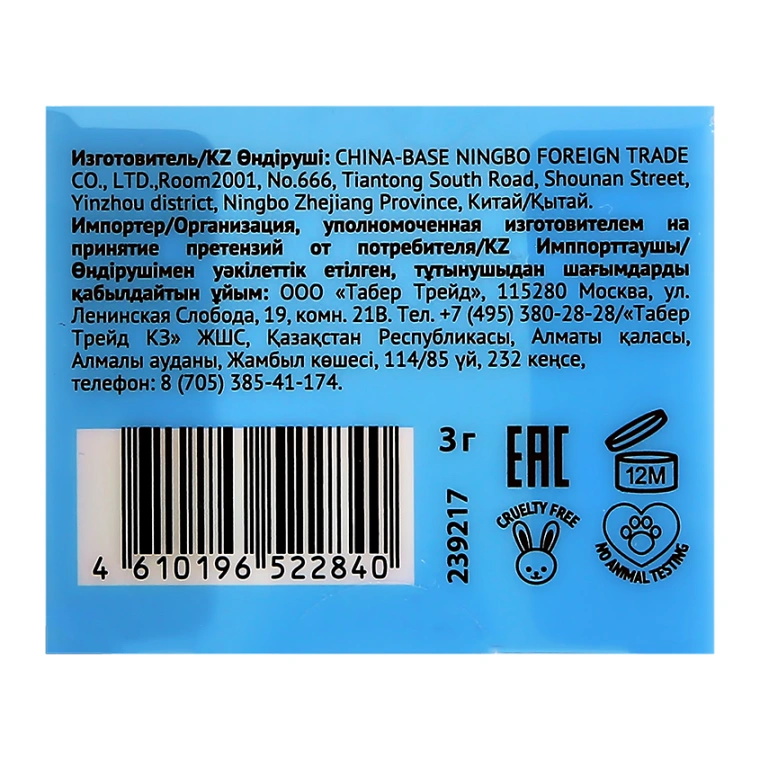 Изготовитель/KZ Өндіруші: CHINA-BASE NINGBO FOREIGN TRADE
CO., LTD.,Room2001, No.666, Tiantong South Road, Shounan Street,
Yinzhou district, Ningbo Zhejiang Province, Китай/Қытай.
Импортер/Организация, уполномоченная изготовителем на
принятие претензий от потребителя/KZ Имппорттаушы/
Өндірушімен уәкілеттік етілген, тұтынушыдан шағымдарды
қабылдайтын ұйым: ООО «Табер Трейд», 115280 Москва, ул.
Ленинская Слобода, 19, комн. 21В. Тел. +7 (495) 380-28-28/«Табер
Трейд КЗ» ЖШС, Қазақстан Республикасы, Алматы қаласы,
Алмалы ауданы, Жамбыл көшесі, 114/85 үй, 232 кеңсе,
телефон: 8 (705) 385-41-174.
3 г
EAC
12M
239217
CRUELTY FREE
NO ANIMAL TESTING
4 610196 522840